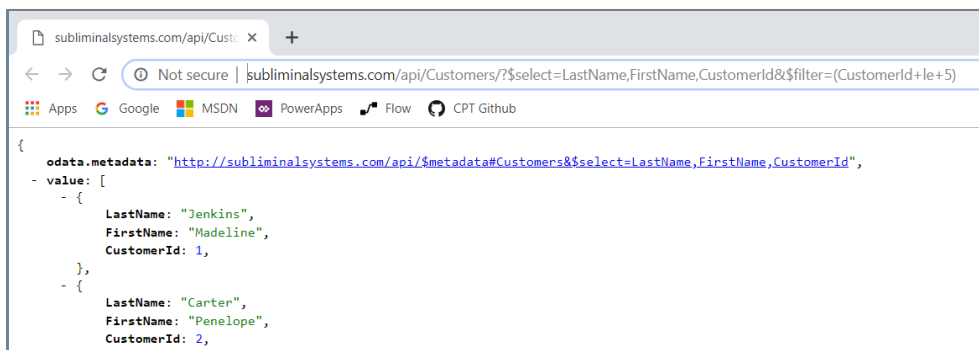 subliminalsystems.com/api/Custo
Not secure | subliminalsystems.com/api/Customers/?$select=LastName,FirstName,CustomerId&$filter=(CustomerId+le+5)
Apps Google MSDN PowerApps Flow CPT Github
{
odata.metadata: "http://subliminalsystems.com/api/$metadata#Customers&$select=LastName,FirstName,CustomerId",
- value: [
- {
LastName: "Jenkins",
FirstName: "Madeline",
CustomerId: 1,
},
- {
LastName: "Carter",
FirstName: "Penelope",
CustomerId: 2,